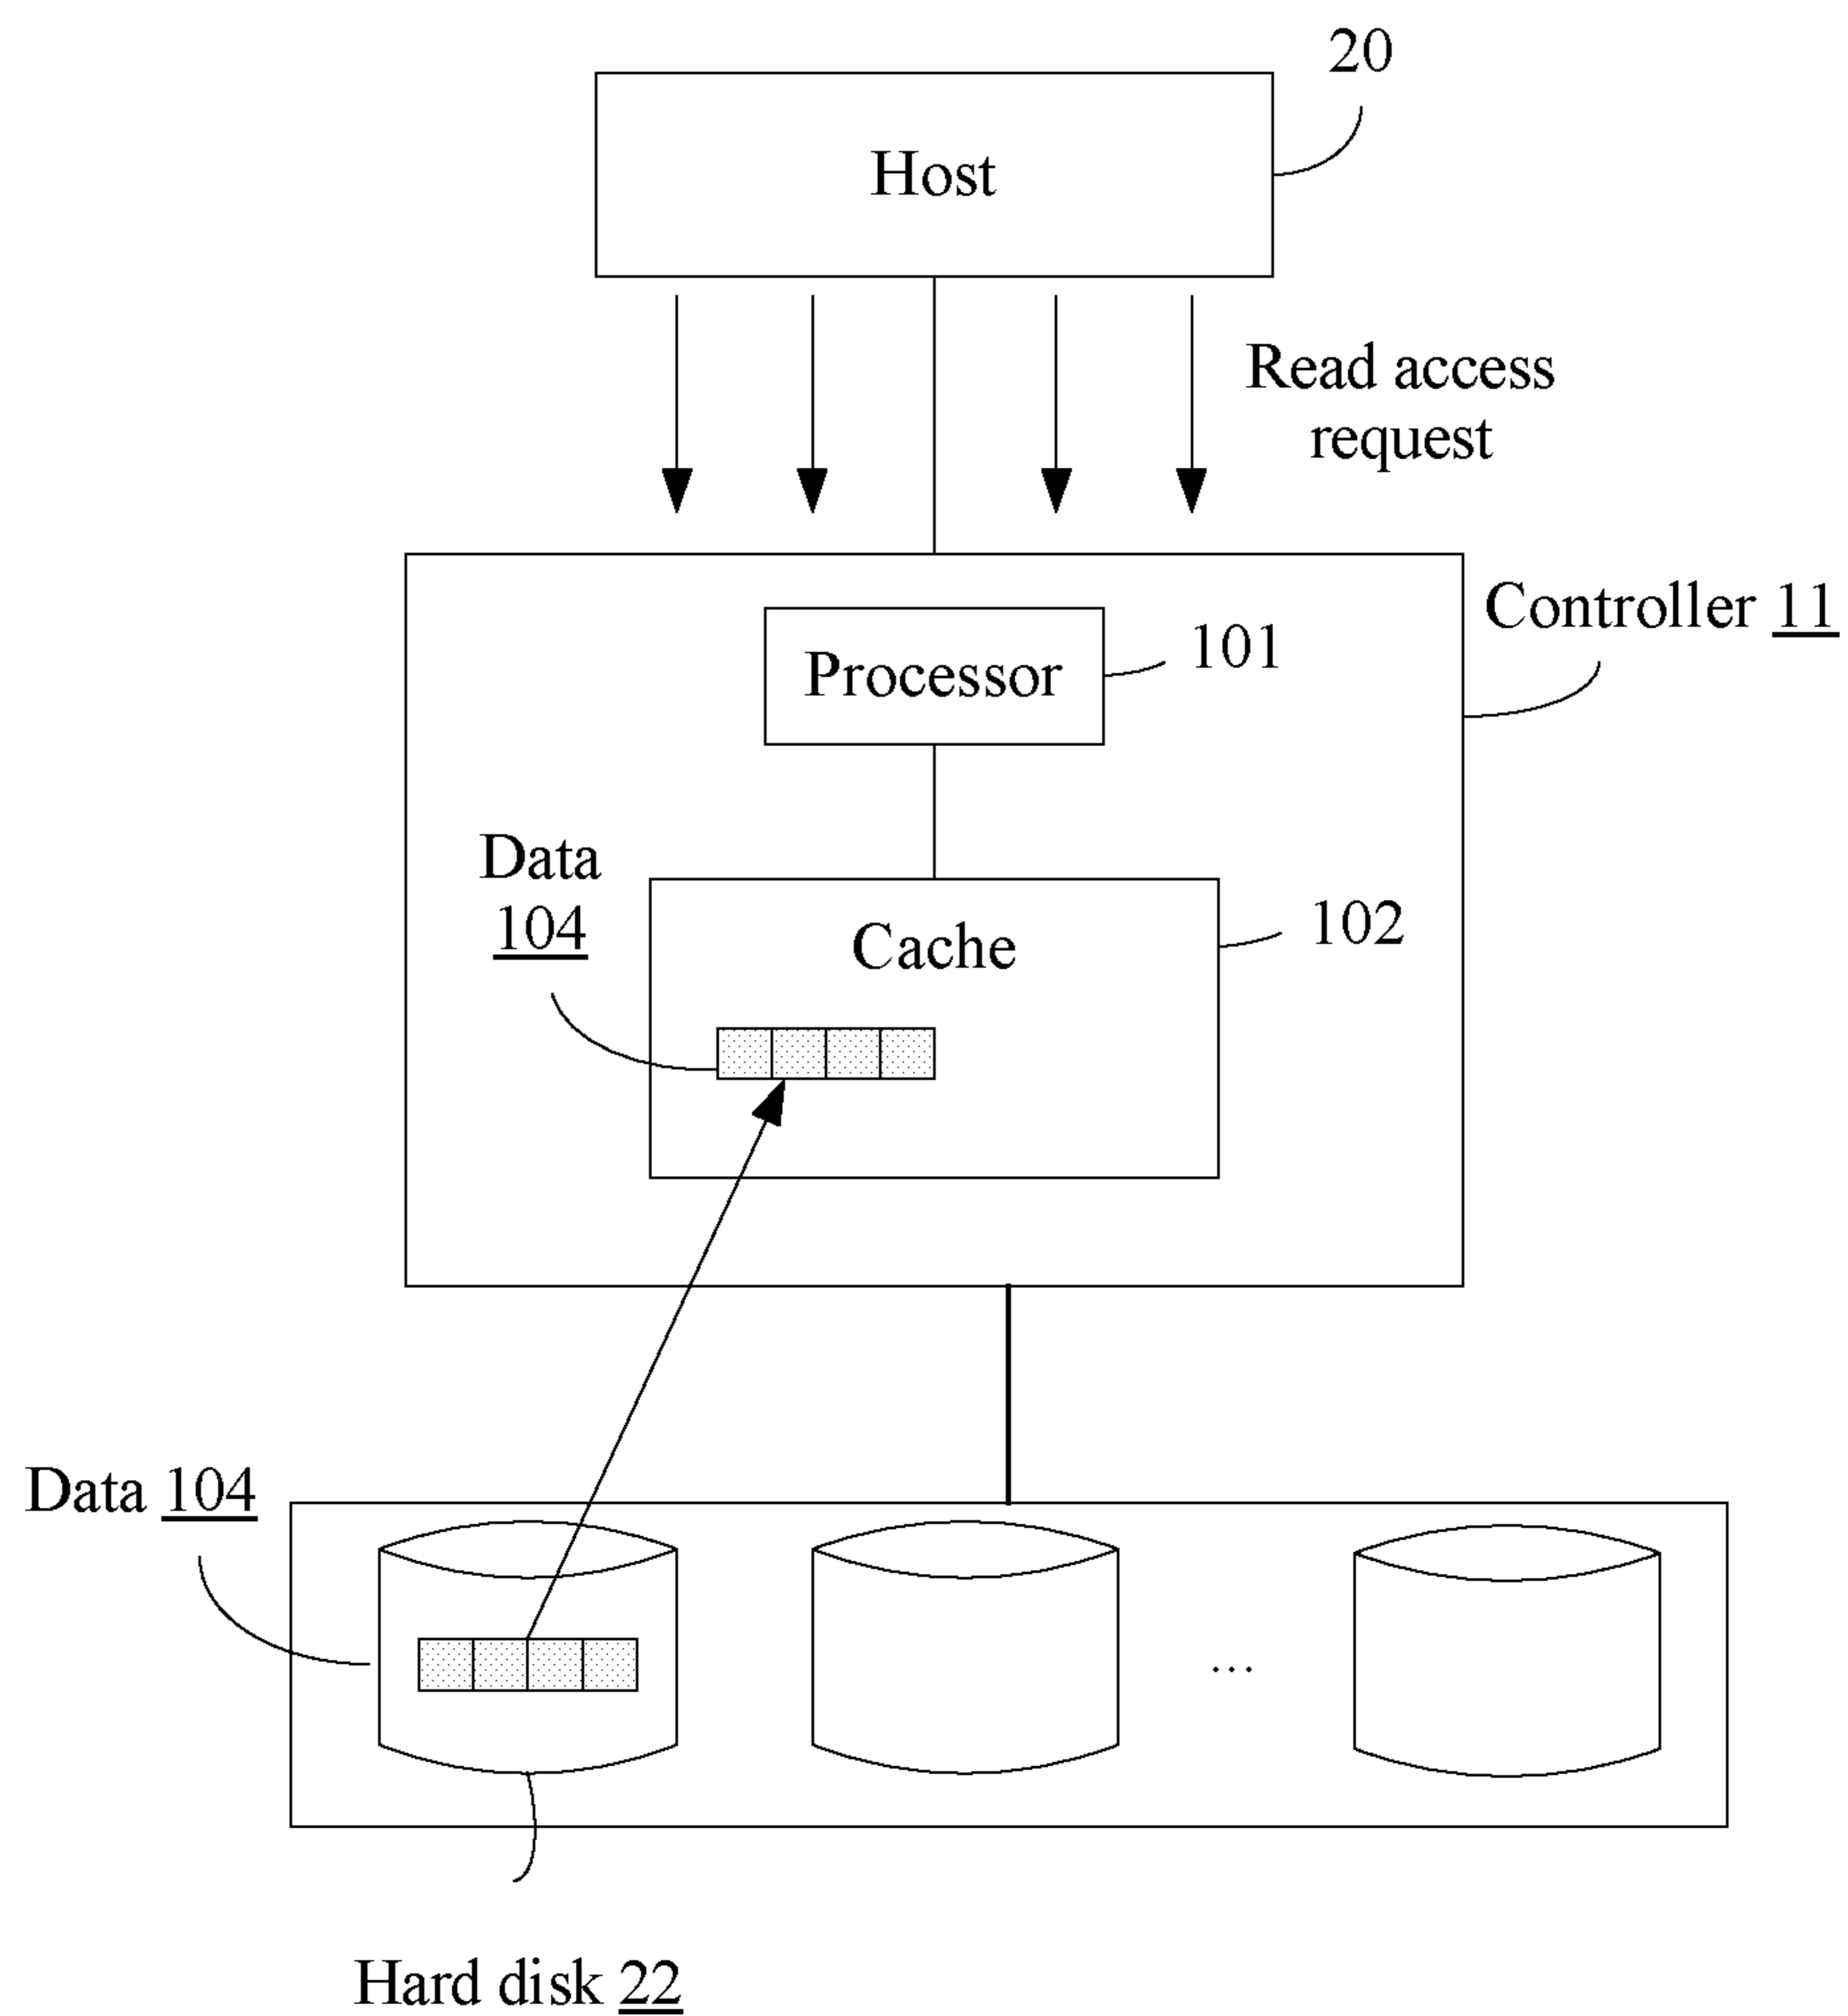 20
Host
Read access
request
Controller 11
Processor
101
Data
104
Cache
102
Data 104
...
Hard disk 22